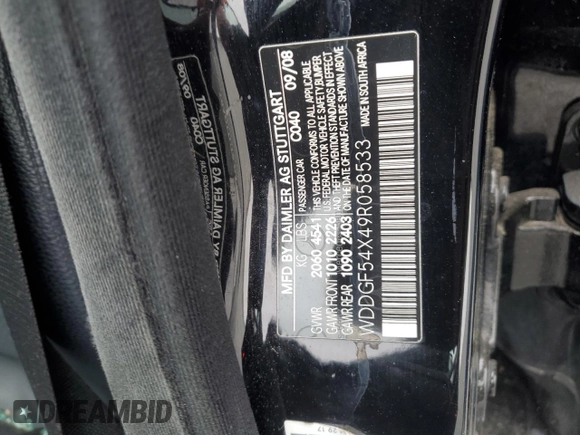 MFD BY DAIMLER AG STUTTGART
PASSENGER CAR C040 09/08
KG LBS
GVWR 2060 4541
GAWR FRONT 1010 2226
GAWR REAR 1090 2403
THIS VEHICLE CONFORMS TO ALL APPLICABLE
U.S. FEDERAL MOTOR VEHICLE SAFETY, BUMPER,
AND THEFT PREVENTION STANDARDS IN EFFECT
ON DATE OF MANUFACTURE SHOWN ABOVE
WDDGF54X49R058533
MADE IN SOUTH AFRICA
DREAMBID